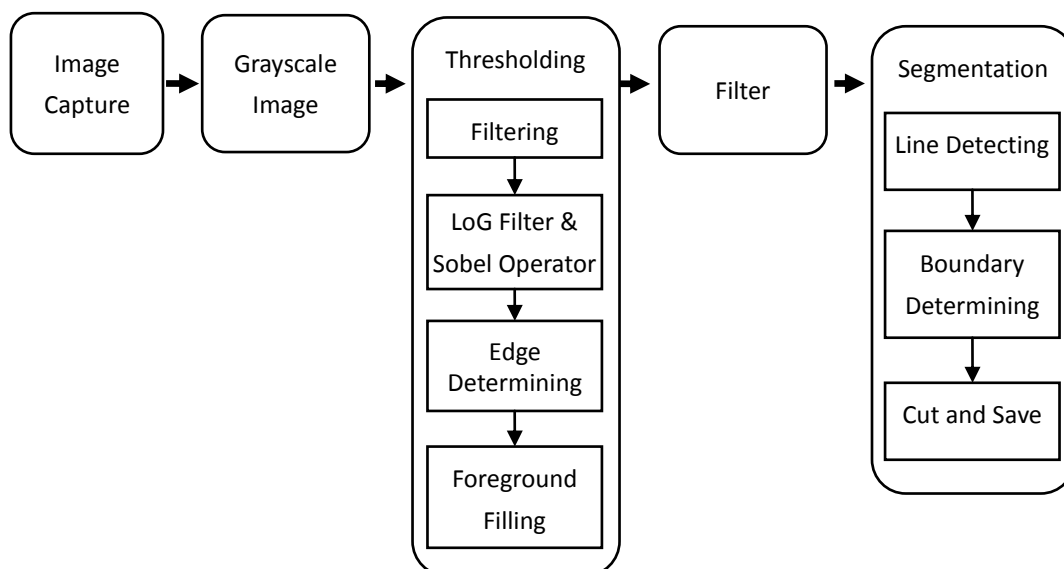 Image
Capture
Grayscale
Image
Thresholding
Filtering
LoG Filter &
Sobel Operator
Edge
Determining
Foreground
Filling
Filter
Segmentation
Line Detecting
Boundary
Determining
Cut and Save